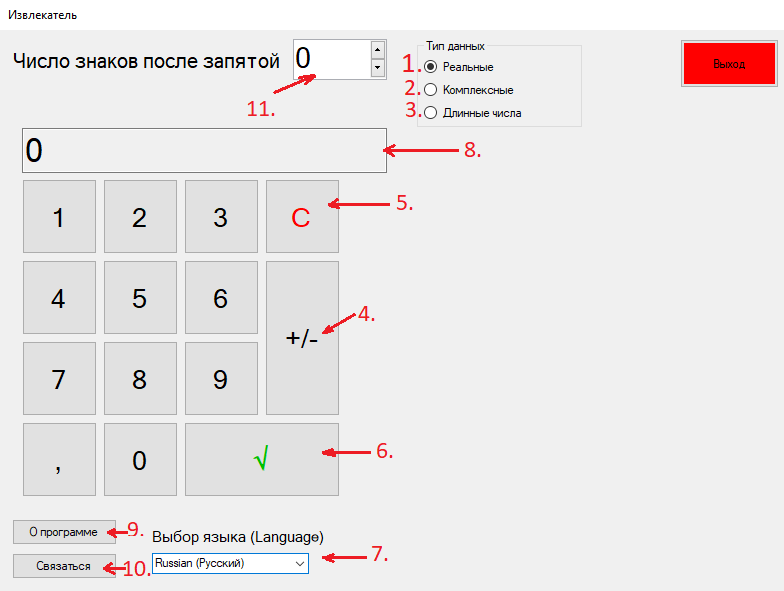 Извлекатель
Число знаков после запятой 0
11.
Тип данных
1. Реальные
2. Комплексные
3. Длинные числа
Выход
0
8.
1 2 3 C
5.
4 5 6
+/-
4.
7 8 9
, 0 √
6.
О программе
9.
Связаться
10.
Выбор языка (Language)
Russian (Русский)
7.